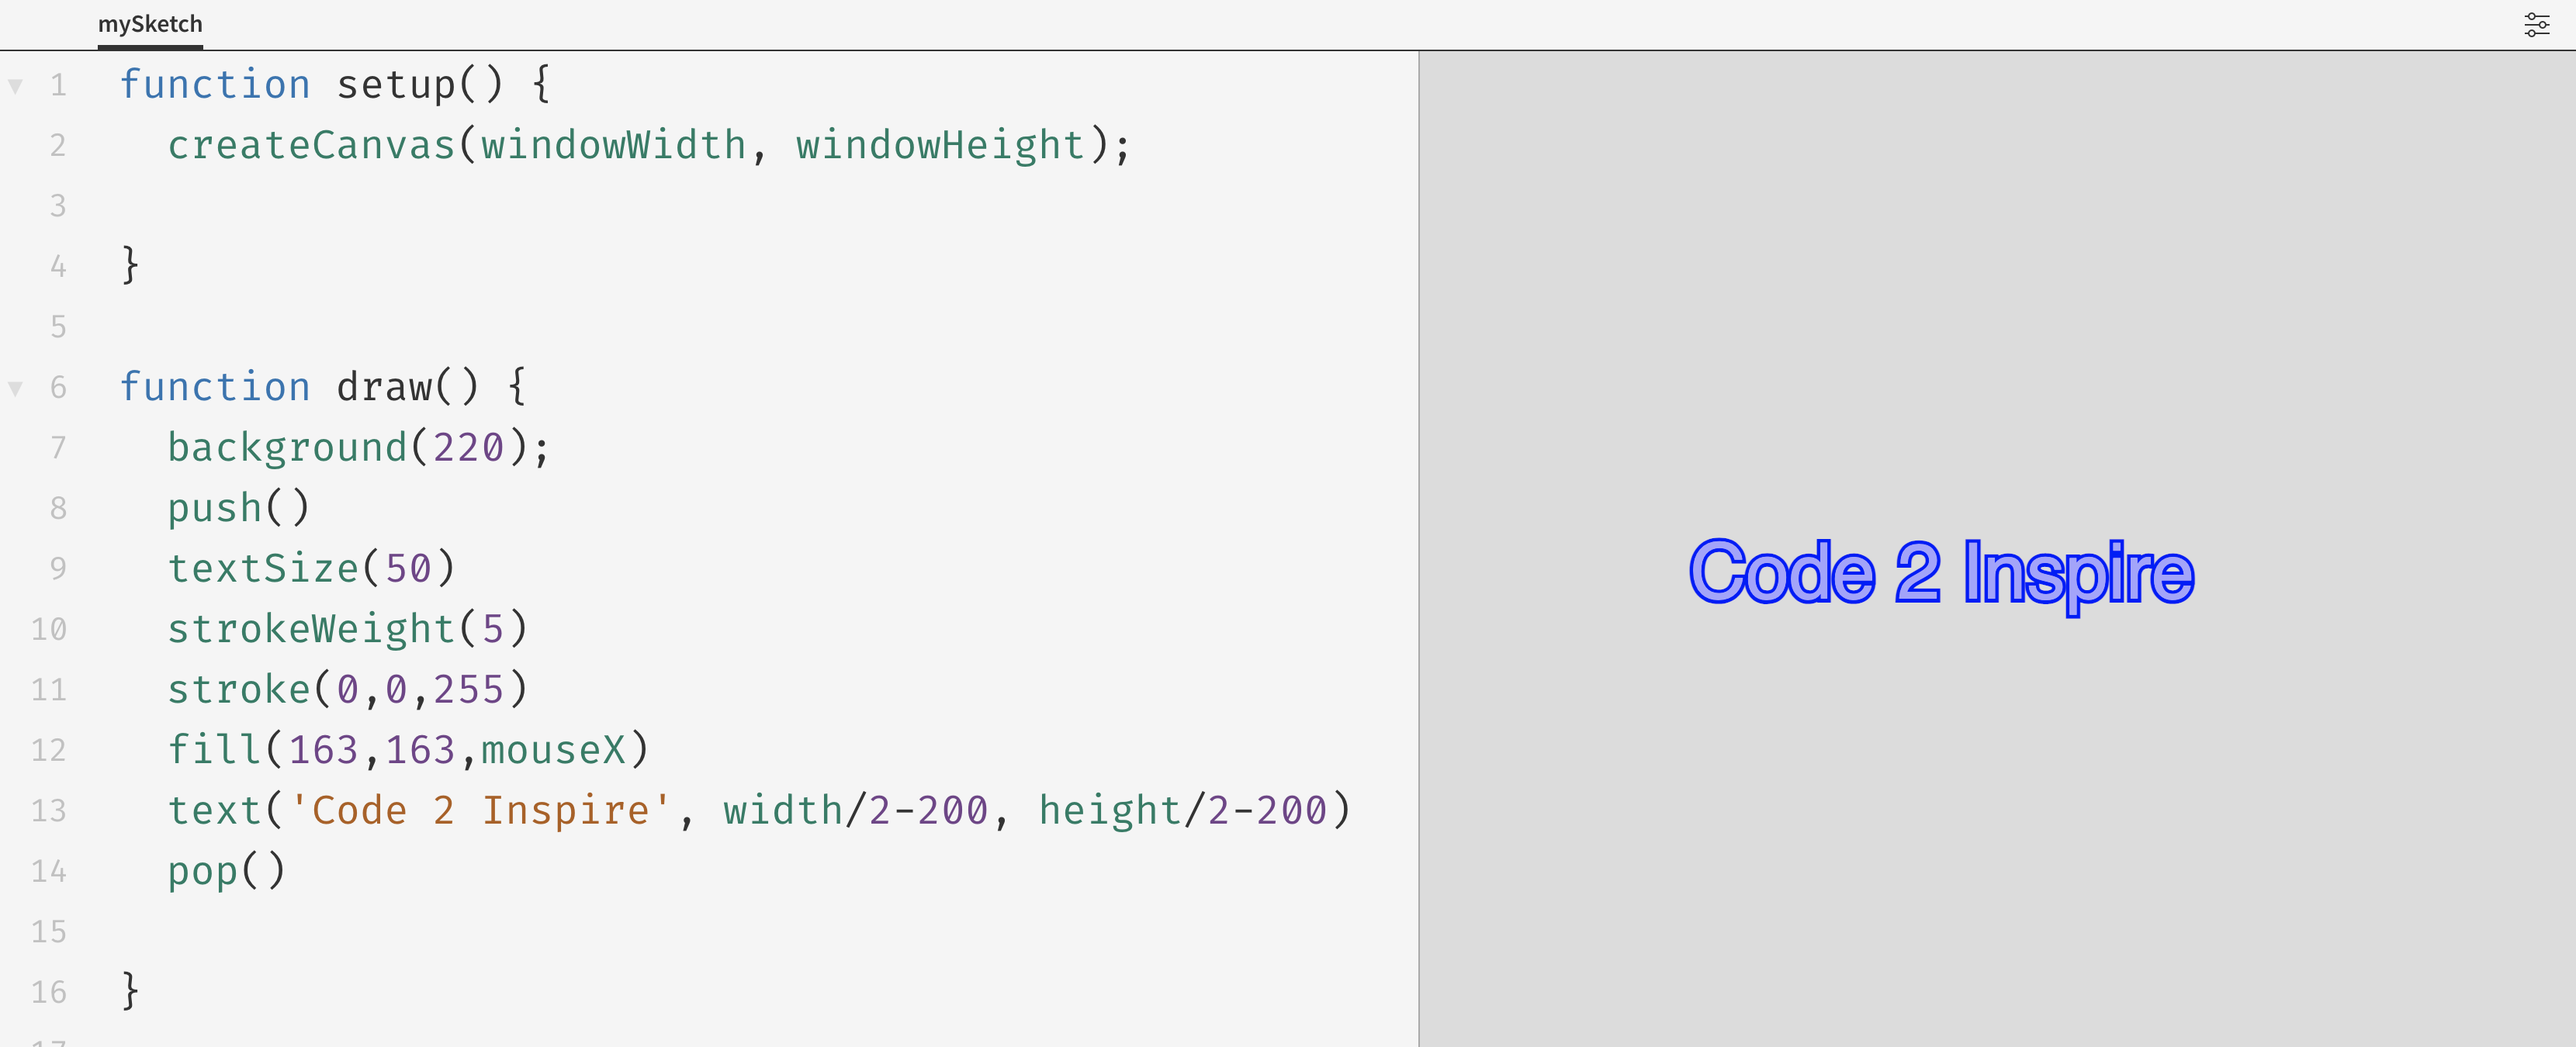 mySketch
1 function setup() {
2 createCanvas(windowWidth, windowHeight);
3
4 }
5
6 function draw() {
7 background(220);
8 push()
9 textSize(50)
10 strokeWeight(5)
11 stroke(0,0,255)
12 fill(163,163,mouseX)
13 text('Code 2 Inspire', width/2-200, height/2-200)
14 pop()
15
16 }
Code 2 Inspire